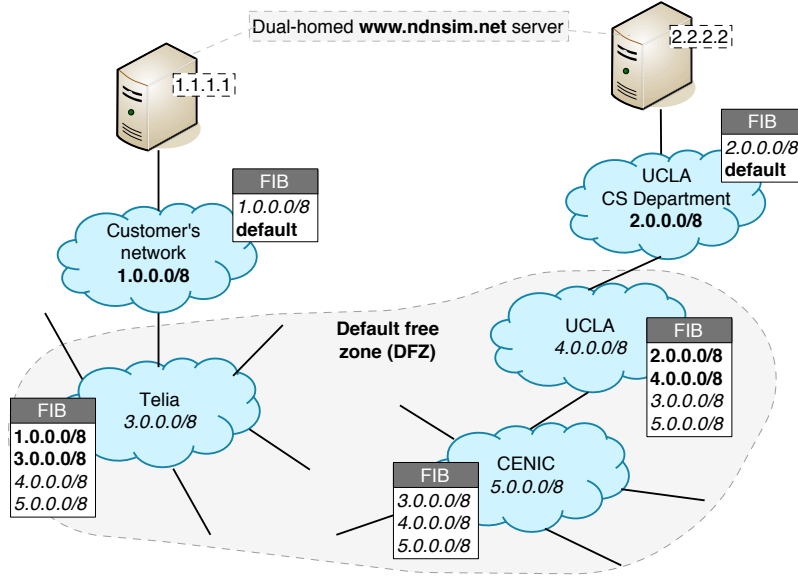 Dual-homed www.ndnsim.net server
1.1.1.1
2.2.2.2
FIB
2.0.0.0/8
default
UCLA
CS Department
2.0.0.0/8
FIB
1.0.0.0/8
default
Customer's
network
1.0.0.0/8
Default free
zone (DFZ)
UCLA
4.0.0.0/8
FIB
2.0.0.0/8
4.0.0.0/8
3.0.0.0/8
5.0.0.0/8
Telia
3.0.0.0/8
FIB
1.0.0.0/8
3.0.0.0/8
4.0.0.0/8
5.0.0.0/8
CENIC
5.0.0.0/8
FIB
3.0.0.0/8
4.0.0.0/8
5.0.0.0/8